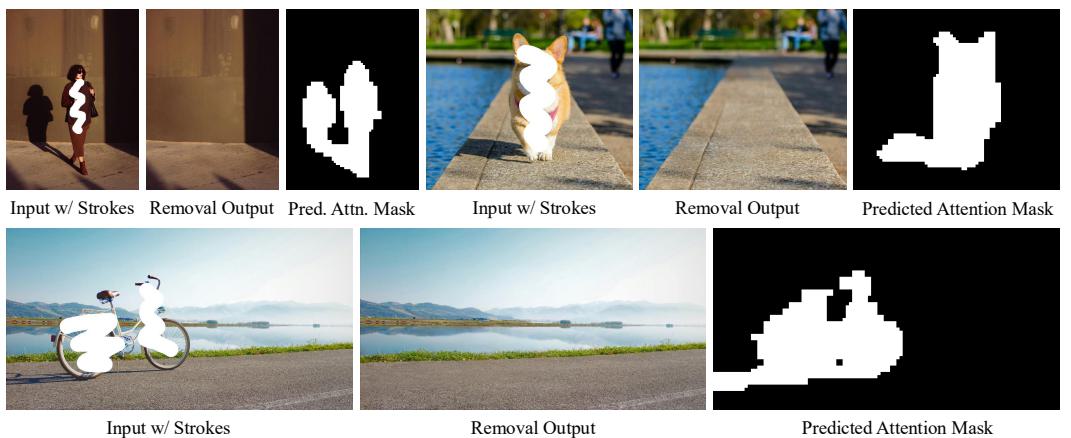 Input w/ Strokes Removal Output Pred. Attn. Mask Input w/ Strokes Removal Output Predicted Attention Mask
Input w/ Strokes Removal Output Predicted Attention Mask